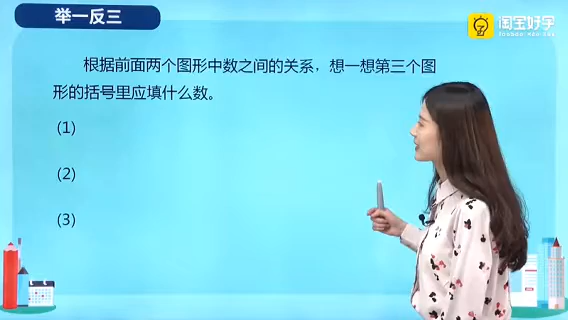 举一反三
淘宝好学
根据前面两个图形中数之间的关系，想一想第三个图
形的括号里应填什么数。
(1)
(2)
(3)